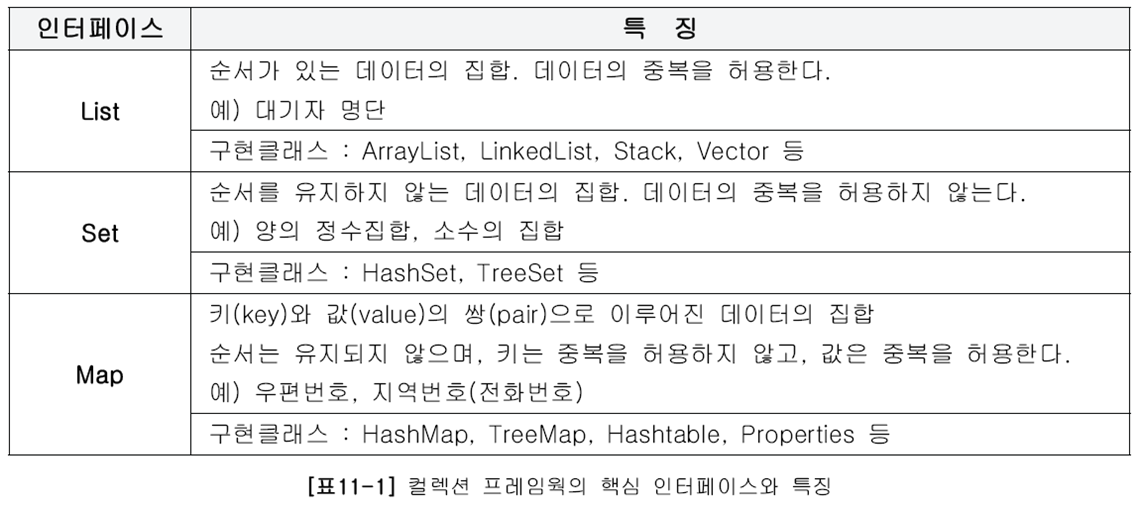 인터페이스 특 징
List
순서가 있는 데이터의 집합. 데이터의 중복을 허용한다.
예) 대기자 명단
구현클래스 : ArrayList, LinkedList, Stack, Vector 등
Set
순서를 유지하지 않는 데이터의 집합. 데이터의 중복을 허용하지 않는다.
예) 양의 정수집합, 소수의 집합
구현클래스 : HashSet, TreeSet 등
Map
키(key)와 값(value)의 쌍(pair)으로 이루어진 데이터의 집합
순서는 유지되지 않으며, 키는 중복을 허용하지 않고, 값은 중복을 허용한다.
예) 우편번호, 지역번호(전화번호)
구현클래스 : HashMap, TreeMap, Hashtable, Properties 등
[표11-1] 컬렉션 프레임웍의 핵심 인터페이스와 특징